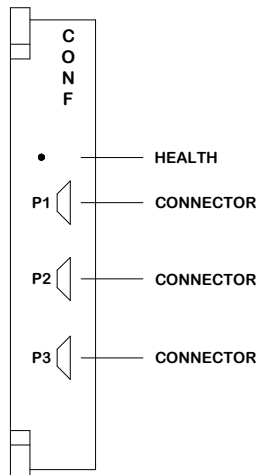 C
O
N
F
HEALTH
P1 CONNECTOR
P2 CONNECTOR
P3 CONNECTOR